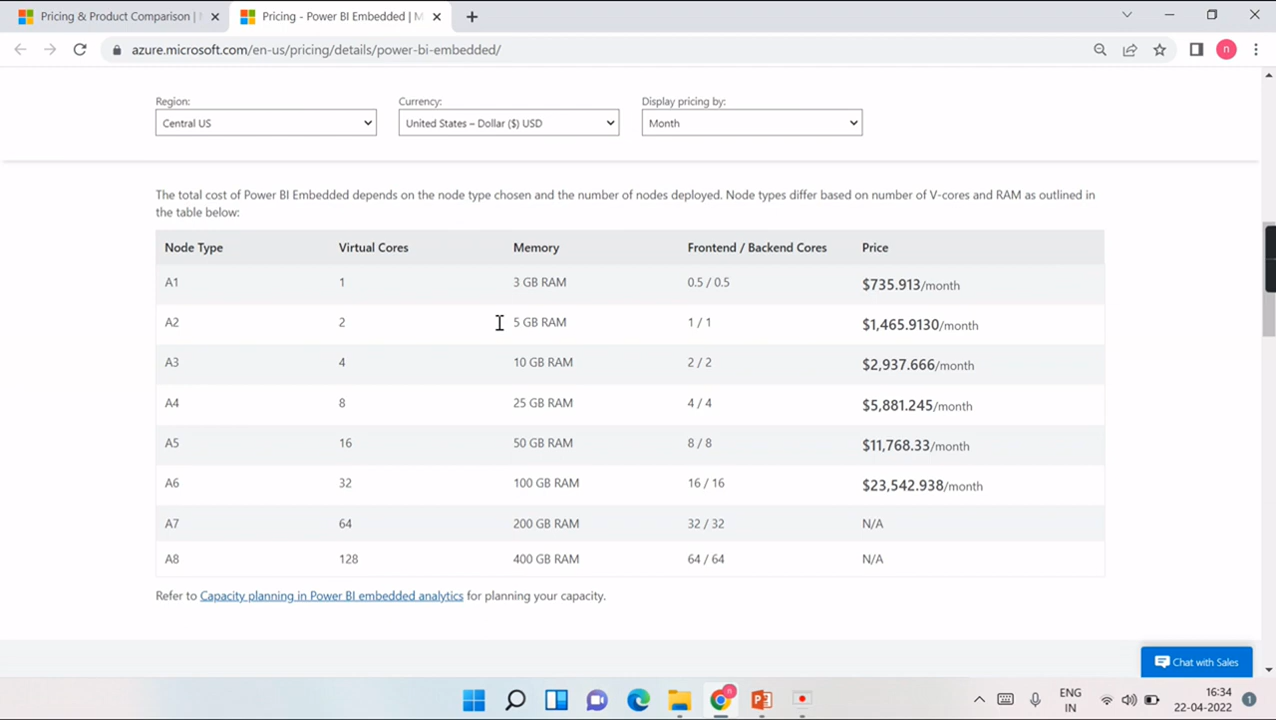 Pricing & Product Comparison |
Pricing - Power BI Embedded | M
azure.microsoft.com/en-us/pricing/details/power-bi-embedded/
n
Region: Currency: Display pricing by:
Central US United States – Dollar ($) USD Month
The total cost of Power BI Embedded depends on the node type chosen and the number of nodes deployed. Node types differ based on number of V-cores and RAM as outlined in
the table below:
Node Type Virtual Cores Memory Frontend / Backend Cores Price
A1 1 3 GB RAM 0.5 / 0.5 $735.913/month
A2 2 5 GB RAM 1 / 1 $1,465.9130/month
A3 4 10 GB RAM 2 / 2 $2,937.666/month
A4 8 25 GB RAM 4 / 4 $5,881.245/month
A5 16 50 GB RAM 8 / 8 $11,768.33/month
A6 32 100 GB RAM 16 / 16 $23,542.938/month
A7 64 200 GB RAM 32 / 32 N/A
A8 128 400 GB RAM 64 / 64 N/A
Refer to Capacity planning in Power BI embedded analytics for planning your capacity.
Chat with Sales
ENG 16:34
IN 22-04-2022 1